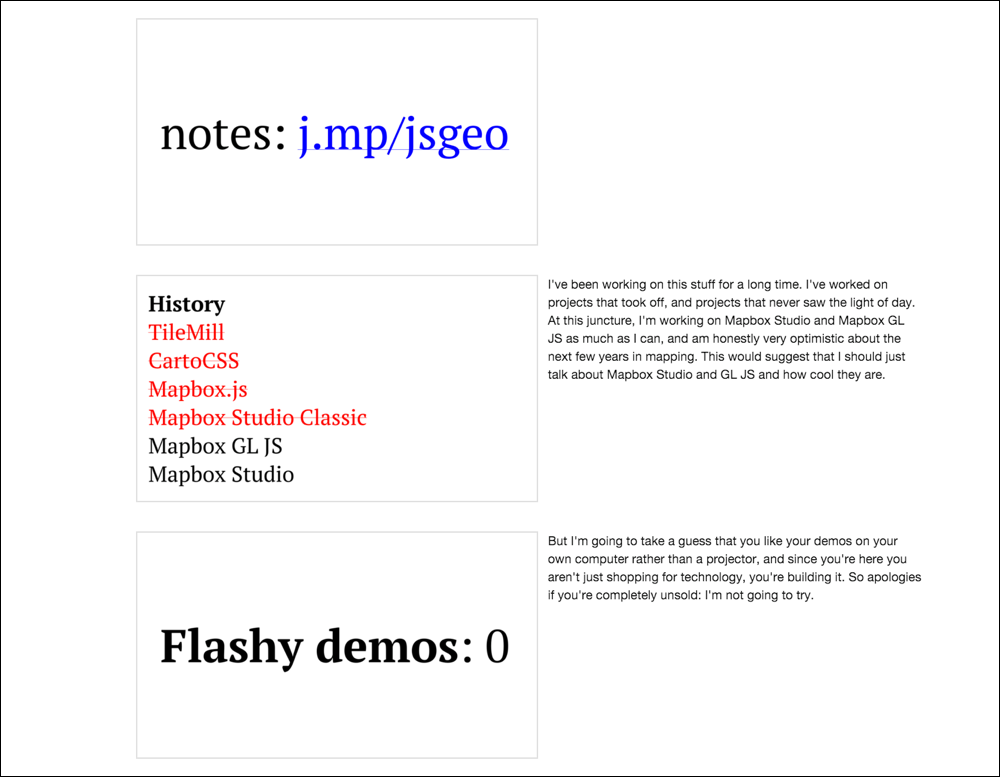 notes: j.mp/jsgeo
History
TileMill
CartoCSS
Mapbox.js
Mapbox Studio Classic
Mapbox GL JS
Mapbox Studio
I've been working on this stuff for a long time. I've worked on
projects that took off, and projects that never saw the light of day.
At this juncture, I'm working on Mapbox Studio and Mapbox GL
JS as much as I can, and am honestly very optimistic about the
next few years in mapping. This would suggest that I should just
talk about Mapbox Studio and GL JS and how cool they are.
Flashy demos: 0
But I'm going to take a guess that you like your demos on your
own computer rather than a projector, and since you're here you
aren't just shopping for technology, you're building it. So apologies
if you're completely unsold: I'm not going to try.